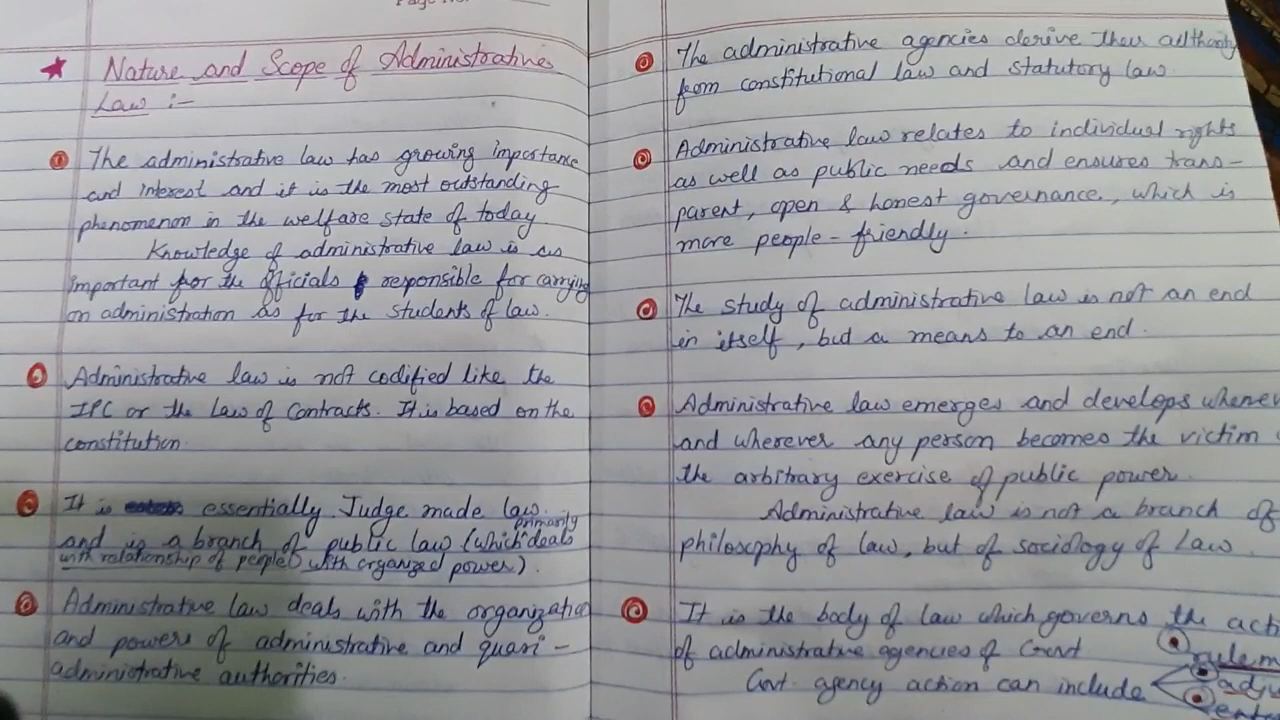 Page No.
Nature and Scope of Administrative
Law :-
The administrative law has growing importance
and interest and it is the most outstanding
phenomenon in the welfare state of today
Knowledge of administrative law is as
important for the officials responsible for carrying
on administration as for the students of law.
Administrative law is not codified like the
IPC or the Law of Contracts. It is based on the
constitution.
It is essentially Judge made law.
and is a branch of public law (which primarily deals
with relationship of people with organized power).
Administrative law deals with the organization
and powers of administrative and quasi-
administrative authorities.
The administrative agencies derive their authority
from constitutional law and statutory law.
Administrative law relates to individual rights
as well as public needs and ensures trans-
parent, open & honest governance, which is
more people-friendly.
The study of administrative law is not an end
in itself, but a means to an end.
Administrative law emerges and develops whenev
and wherever any person becomes the victim
the arbitrary exercise of public power.
Administrative law is not a branch of
philosophy of law, but of sociology of Law.
It is the body of law which governs the acti
of administrative agencies of Govt
Govt. agency action can include
rulem
adju